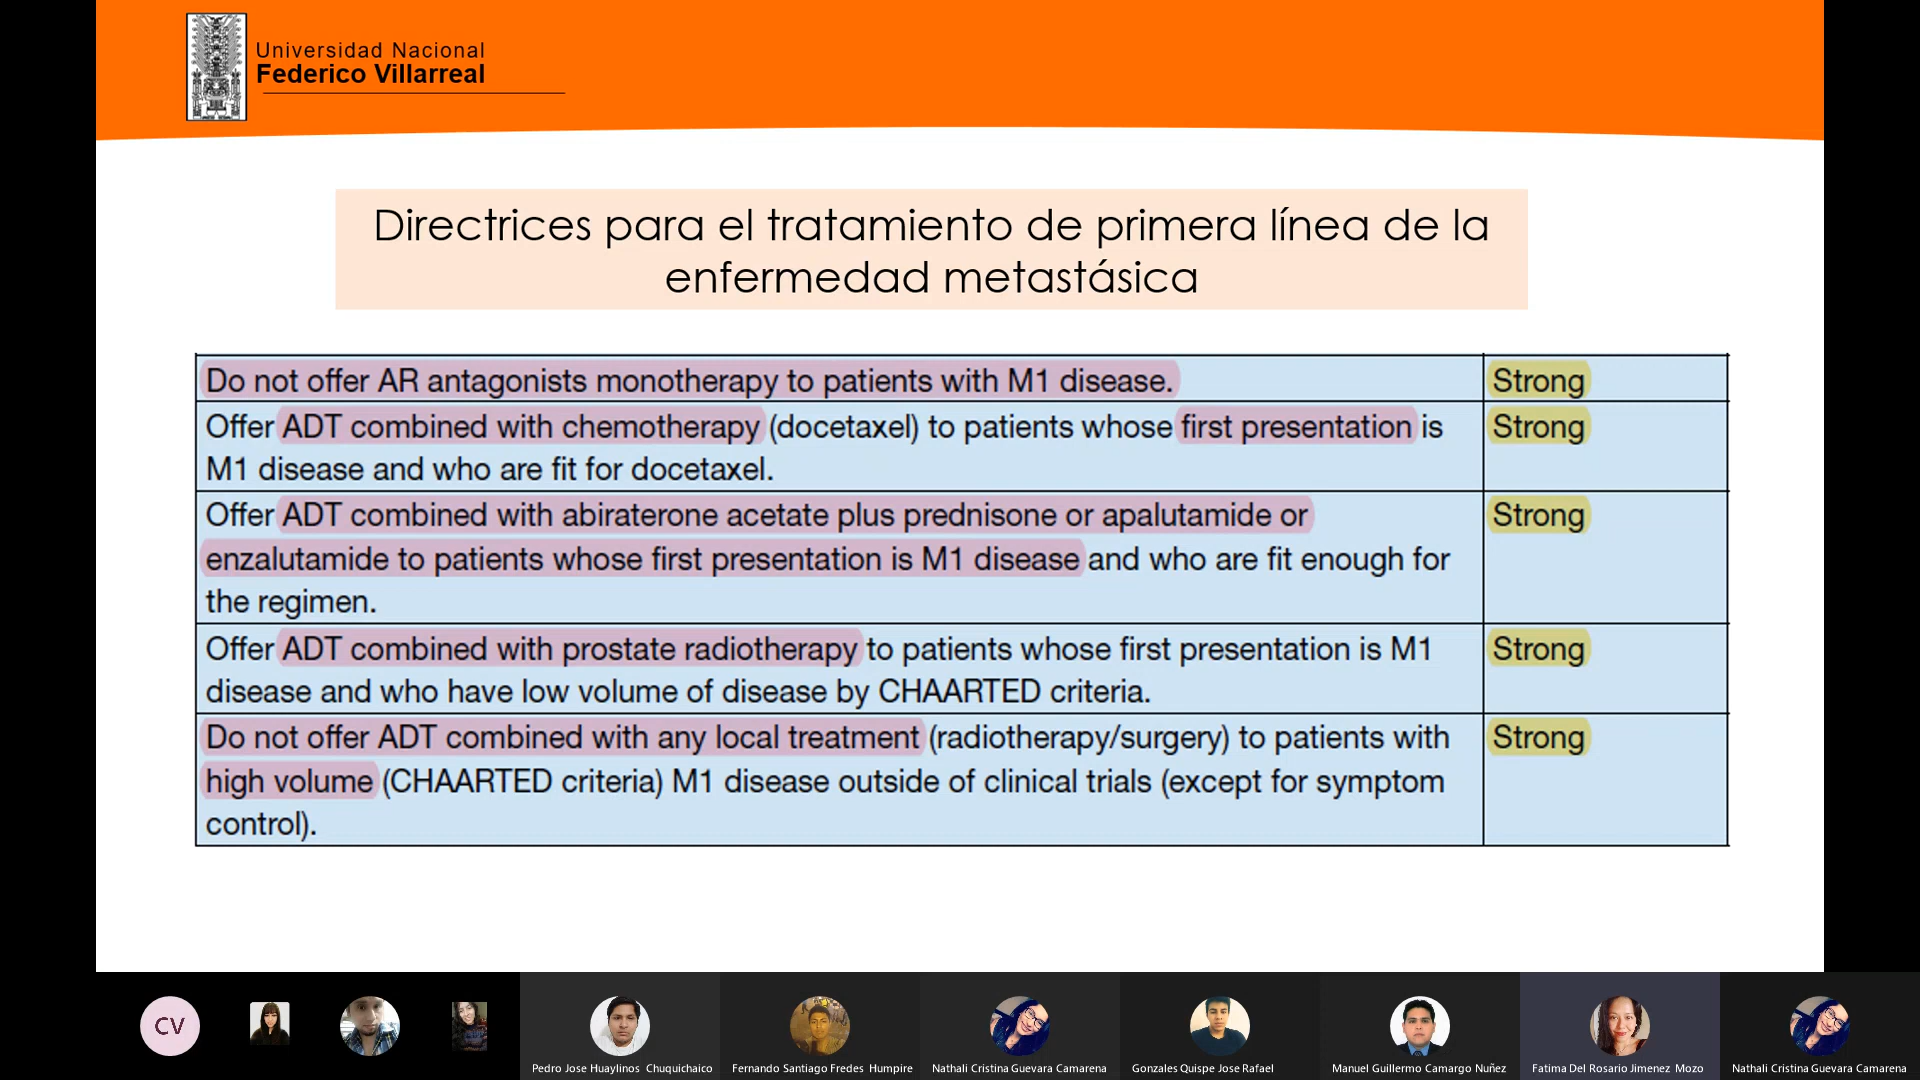 Universidad Nacional
Federico Villarreal
Directrices para el tratamiento de primera línea de la
enfermedad metastásica
Do not offer AR antagonists monotherapy to patients with M1 disease.
Strong
Offer ADT combined with chemotherapy (docetaxel) to patients whose first presentation is
M1 disease and who are fit for docetaxel.
Strong
Offer ADT combined with abiraterone acetate plus prednisone or apalutamide or
enzalutamide to patients whose first presentation is M1 disease and who are fit enough for
the regimen.
Strong
Offer ADT combined with prostate radiotherapy to patients whose first presentation is M1
disease and who have low volume of disease by CHAARTED criteria.
Strong
Do not offer ADT combined with any local treatment (radiotherapy/surgery) to patients with
high volume (CHAARTED criteria) M1 disease outside of clinical trials (except for symptom
control).
Strong
CV
Pedro Jose Huaylinos Chuquichaico
Fernando Santiago Fredes Humpire
Nathali Cristina Guevara Camarena
Gonzales Quispe Jose Rafael
Manuel Guillermo Camargo Nuñez
Fatima Del Rosario Jimenez Mozo
Nathali Cristina Guevara Camarena